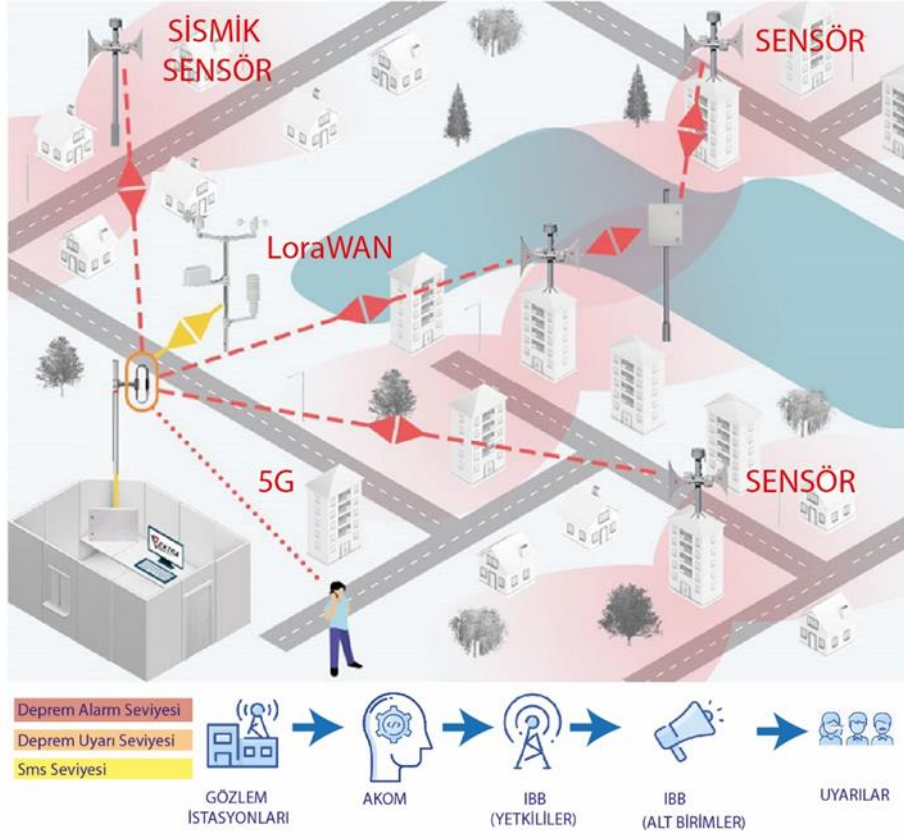 SİSMİK
SENSÖR
SENSÖR
LoraWAN
5G
SENSÖR
Deprem Alarm Seviyesi
Deprem Uyarı Seviyesi
Sms Seviyesi
GÖZLEM
İSTASYONLARI
AKOM
IBB
(YETKİLİLER)
IBB
(ALT BİRİMLER)
UYARILAR